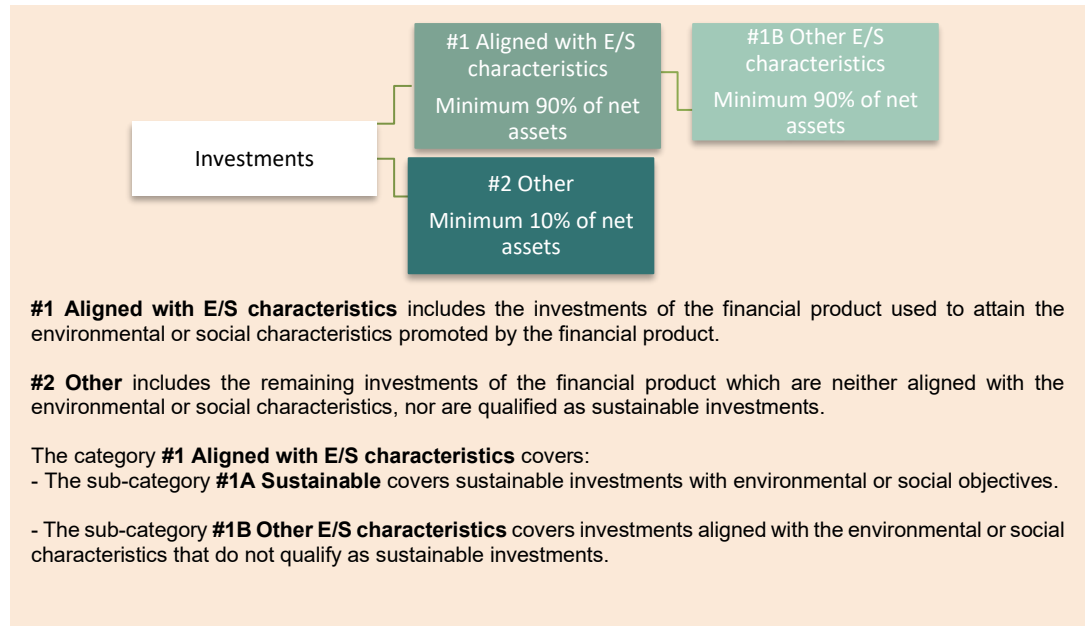 #1 Aligned with E/S
characteristics
Minimum 90% of net
assets
#1B Other E/S
characteristics
Minimum 90% of net
assets
Investments
#2 Other
Minimum 10% of net
assets
#1 Aligned with E/S characteristics includes the investments of the financial product used to attain the
environmental or social characteristics promoted by the financial product.
#2 Other includes the remaining investments of the financial product which are neither aligned with the
environmental or social characteristics, nor are qualified as sustainable investments.
The category #1 Aligned with E/S characteristics covers:
- The sub-category #1A Sustainable covers sustainable investments with environmental or social objectives.
- The sub-category #1B Other E/S characteristics covers investments aligned with the environmental or social
characteristics that do not qualify as sustainable investments.